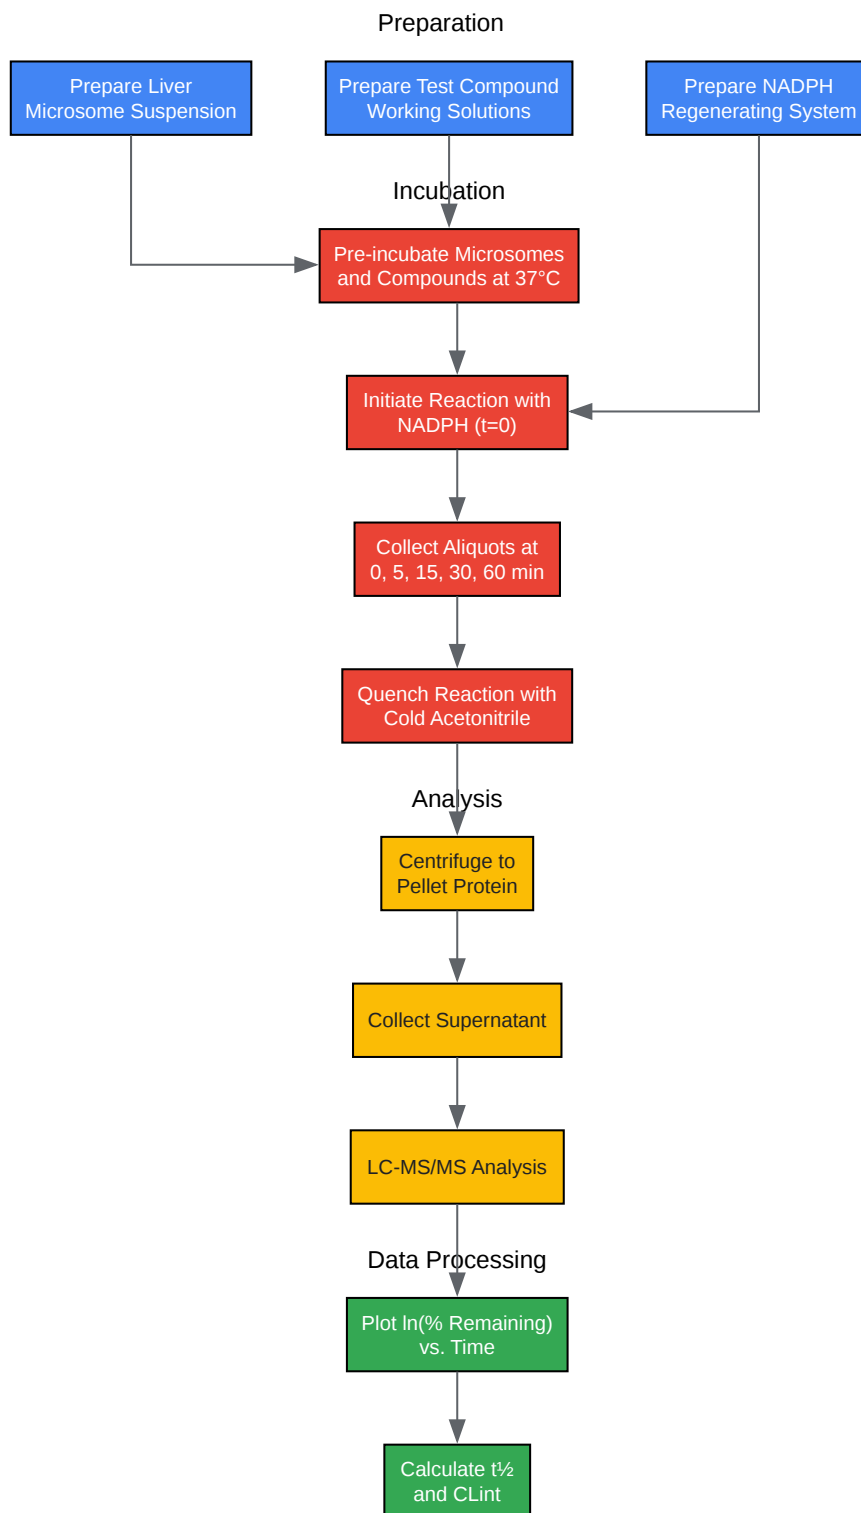 Preparation
Prepare Liver
Microsome Suspension
Prepare Test Compound
Working Solutions
Prepare NADPH
Regenerating System
Incubation
Pre-incubate Microsomes
and Compounds at 37°C
Initiate Reaction with
NADPH (t=0)
Collect Aliquots at
0, 5, 15, 30, 60 min
Quench Reaction with
Cold Acetonitrile
Analysis
Centrifuge to
Pellet Protein
Collect Supernatant
LC-MS/MS Analysis
Data Processing
Plot ln(% Remaining)
vs. Time
Calculate t½
and CLint